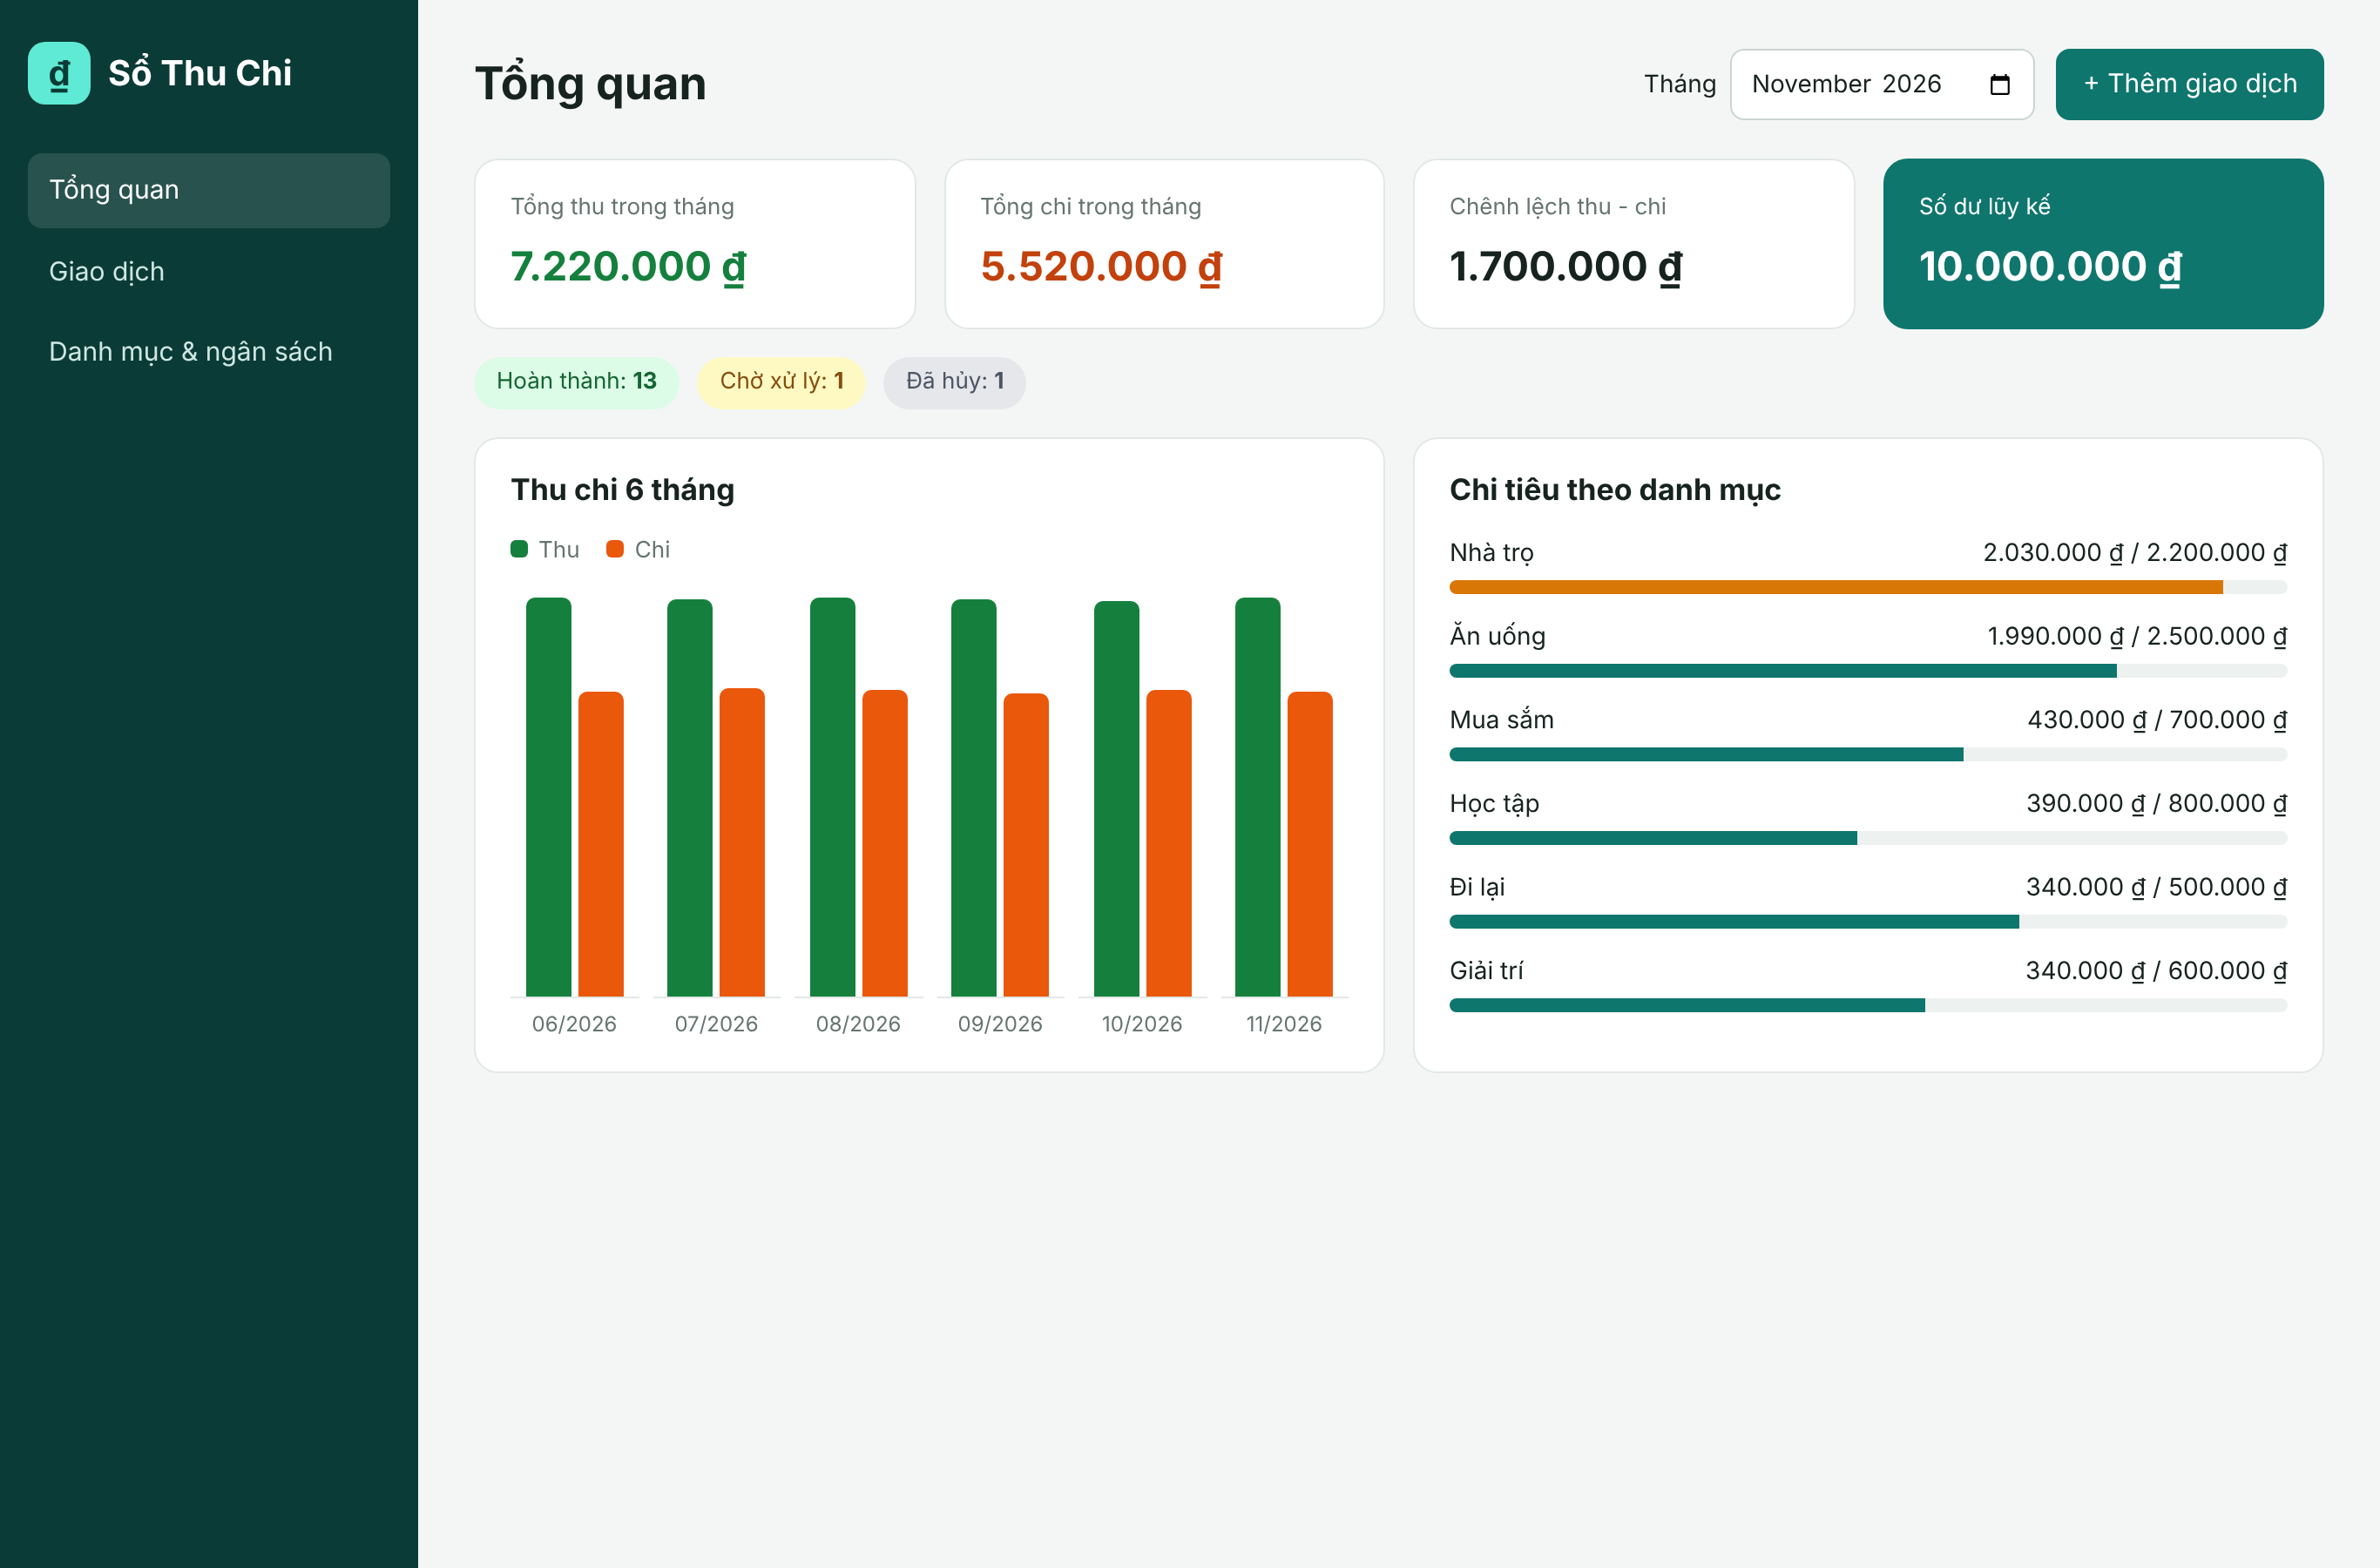 ₫ Sổ Thu Chi
Tổng quan
Giao dịch
Danh mục & ngân sách
Tổng quan
Tháng November 2026 + Thêm giao dịch
Tổng thu trong tháng
7.220.000 ₫
Tổng chi trong tháng
5.520.000 ₫
Chênh lệch thu - chi
1.700.000 ₫
Số dư lũy kế
10.000.000 ₫
Hoàn thành: 13
Chờ xử lý: 1
Đã hủy: 1
Thu chi 6 tháng
Thu Chi
06/2026 07/2026 08/2026 09/2026 10/2026 11/2026
Chi tiêu theo danh mục
Nhà trọ 2.030.000 ₫ / 2.200.000 ₫
Ăn uống 1.990.000 ₫ / 2.500.000 ₫
Mua sắm 430.000 ₫ / 700.000 ₫
Học tập 390.000 ₫ / 800.000 ₫
Đi lại 340.000 ₫ / 500.000 ₫
Giải trí 340.000 ₫ / 600.000 ₫